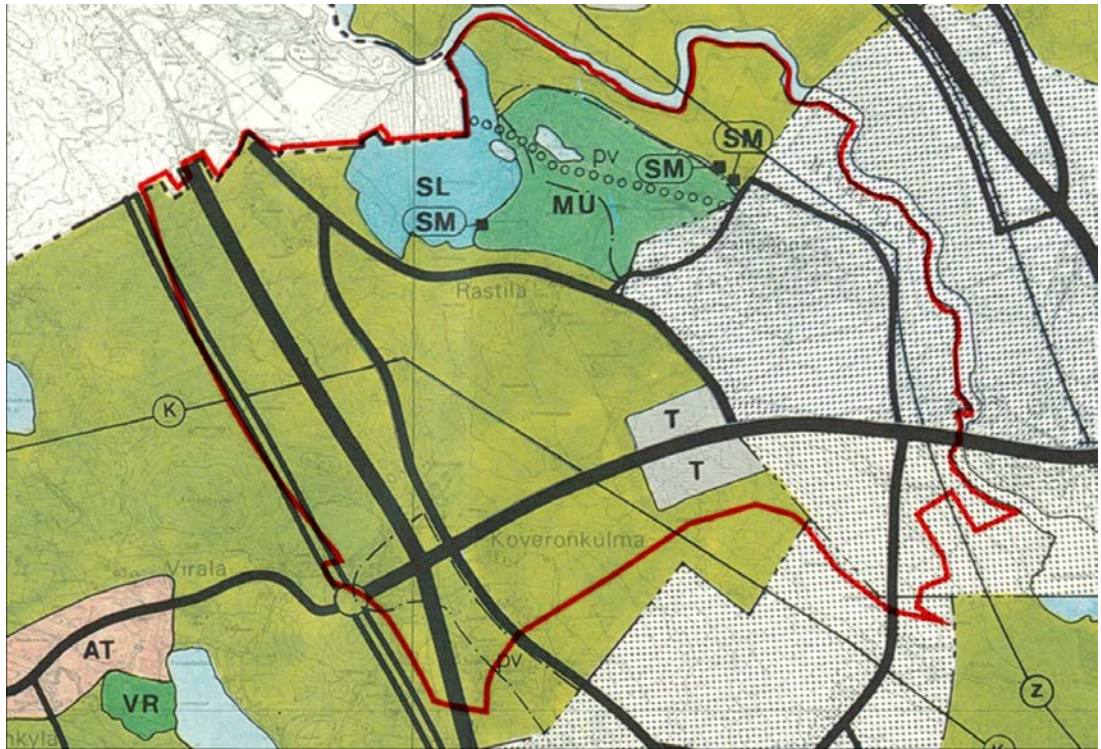 SM
pv
SM
SL
MU
SM
Rastila
K
T
T
Koveronkulma
Virala
AT
pv
VR
Z